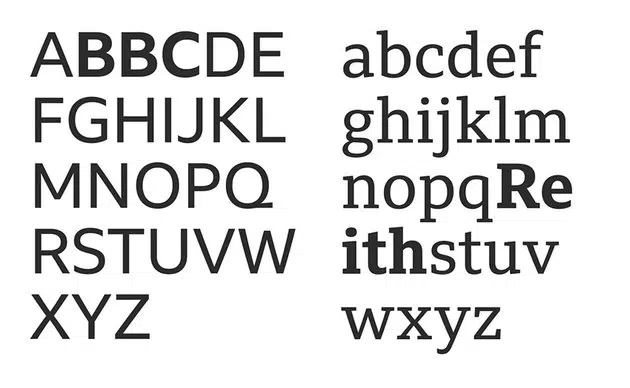 ABBCDE
FGHIJKL
MNOPQ
RSTUVW
XYZ
abcdef
ghijklm
nopqRe
ithstuv
wxyz